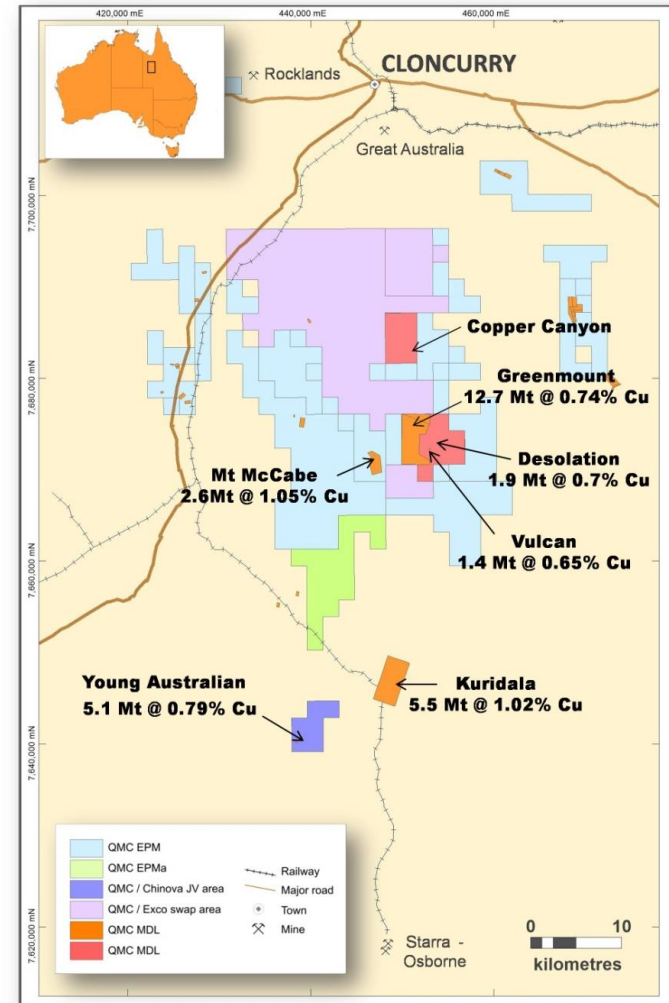 420,000 mE
440,000 mE
460,000 mE
CLONCURRY
Rocklands
Great Australia
7,700,000 mN
Copper Canyon
7,680,000 mN
Greenmount
12.7 Mt @ 0.74% Cu
Mt McCabe
2.6Mt @ 1.05% Cu
Desolation
1.9 Mt @ 0.7% Cu
Vulcan
1.4 Mt @ 0.65% Cu
7,660,000 mN
Young Australian
5.1 Mt @ 0.79% Cu
Kuridala
5.5 Mt @ 1.02% Cu
7,640,000 mN
QMC EPM
QMC EPMa
QMC / Chinova JV area
QMC / Exco swap area
QMC MDL
QMC MDL
Railway
Major road
Town
Mine
7,620,000 mN
Starra -
Osborne
0 10
kilometres